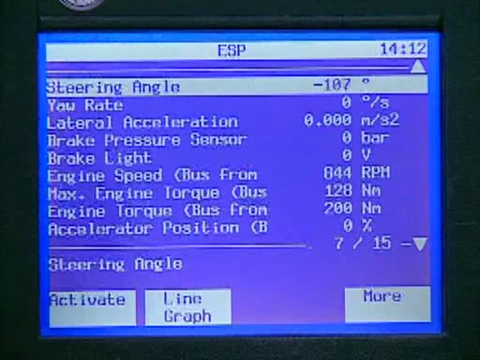 ESP 14:12
Steering Angle -107 °
Yaw Rate 0 °/s
Lateral Acceleration 0.000 m/s2
Brake Pressure Sensor 0 bar
Brake Light 0 V
Engine Speed (Bus from 844 RPM
Max. Engine Torque (Bus 128 Nm
Engine Torque (Bus from 200 Nm
Accelerator Position (B 0 %
7 / 15
Steering Angle
Activate
Line
Graph
More